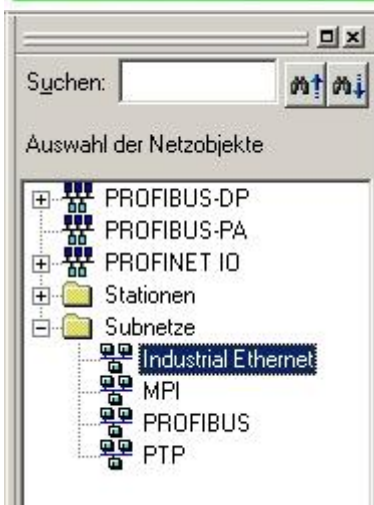 Suchen:
Auswahl der Netzobjekte
PROFIBUS-DP
PROFIBUS-PA
PROFINET IO
Stationen
Subnetze
Industrial Ethernet
MPI
PROFIBUS
PTP